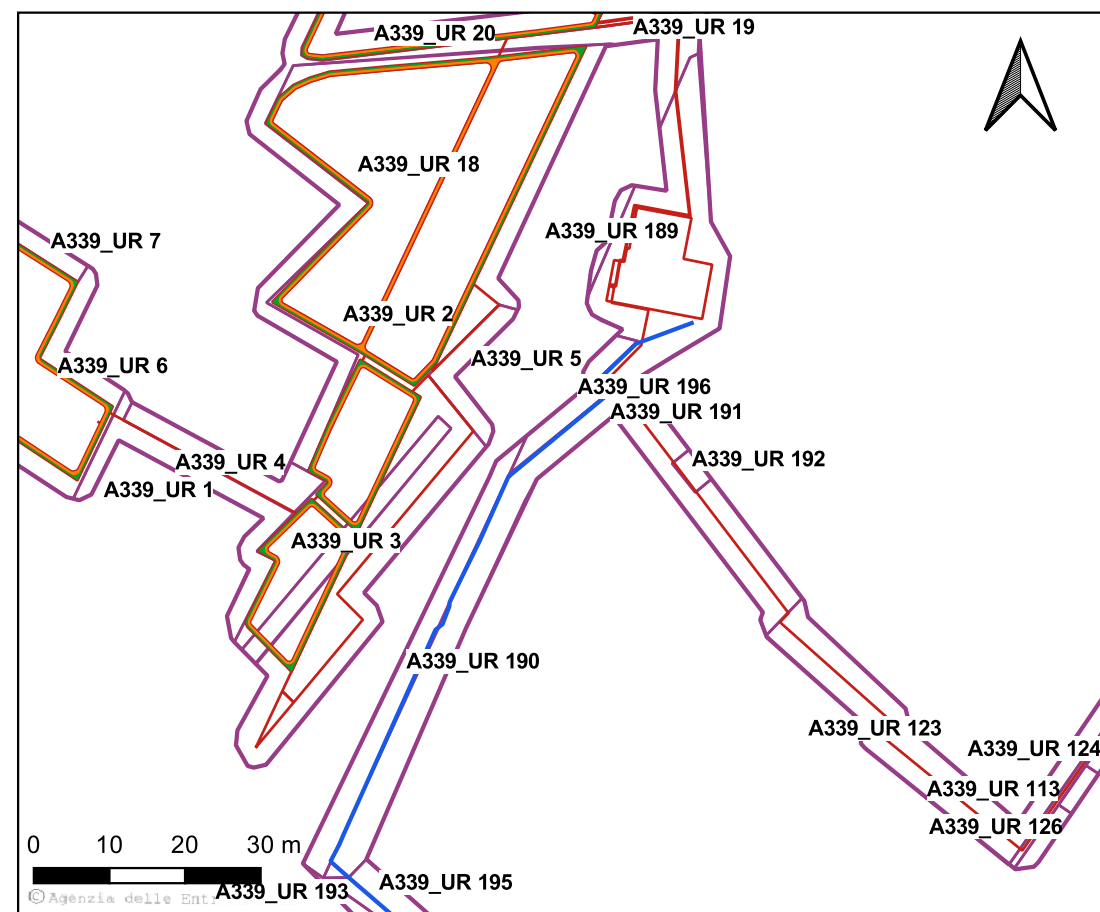 A339_UR 19
A339_UR 20
A339_UR 18
A339_UR 189
A339_UR 7
A339_UR 2
A339_UR 5
A339_UR 6
A339_UR 196
A339_UR 191
A339_UR 192
A339_UR 4
A339_UR 1
A339_UR 3
A339_UR 190
A339_UR 123
A339_UR 124
A339_UR 113
A339_UR 126
0 10 20 30 m
A339_UR 193
A339_UR 195
© Agenzia delle